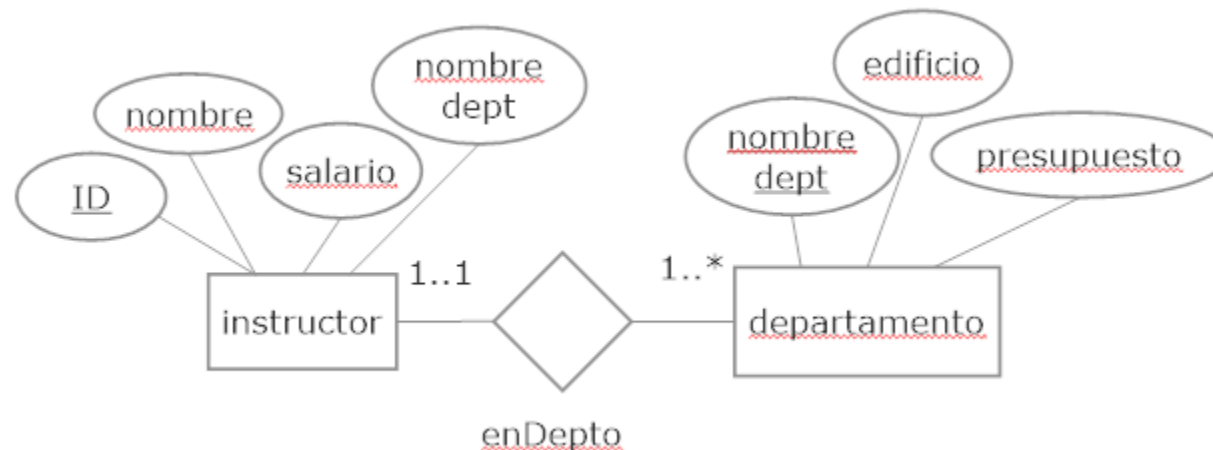 nombre
dept
edificio
nombre
nombre
dept
presupuesto
salario
ID
1..1
1..*
instructor
departamento
enDepto